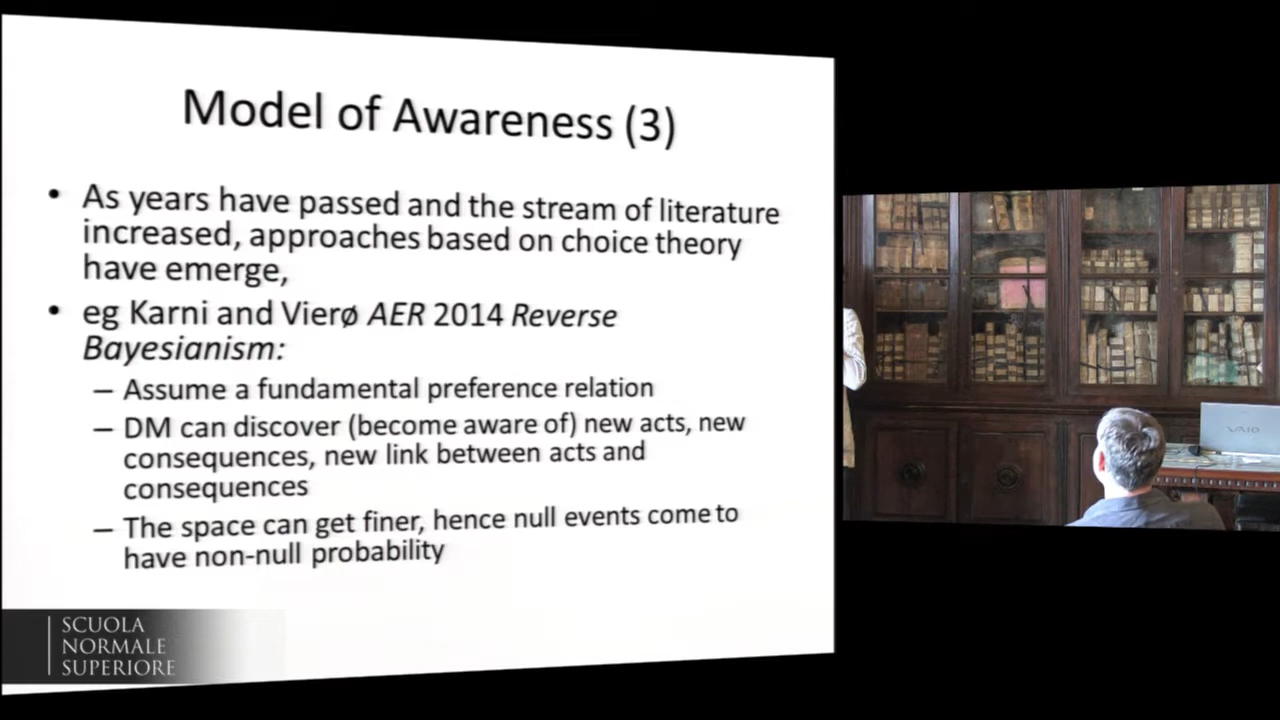 Model of Awareness (3)
• As years have passed and the stream of literature
increased, approaches based on choice theory
have emerge,
• eg Karni and Vierø AER 2014 Reverse
Bayesianism:
– Assume a fundamental preference relation
– DM can discover (become aware of) new acts, new
consequences, new link between acts and
consequences
– The space can get finer, hence null events come to
have non-null probability
SCUOLA
NORMALE
SUPERIORE
VAIO